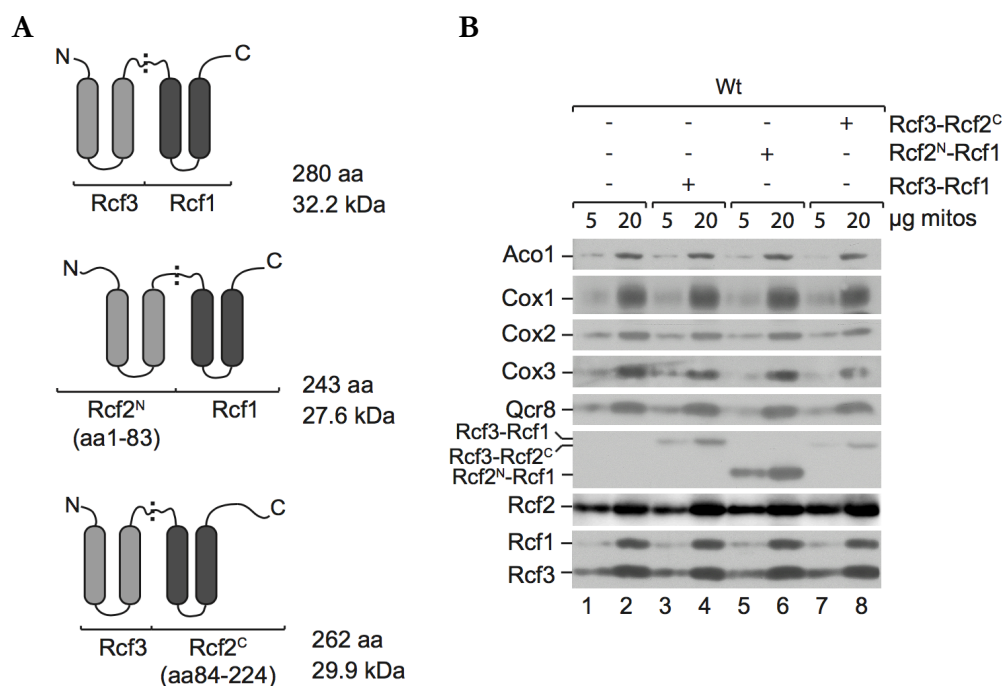 A
N
C
Rcf3
Rcf1
280 aa
32.2 kDa
N
C
Rcf2ᴺ
(aa1-83)
Rcf1
243 aa
27.6 kDa
N
C
Rcf3
Rcf2ᶜ
(aa84-224)
262 aa
29.9 kDa
B
Wt
- - - + Rcf3-Rcf2ᶜ
- - + - Rcf2ᴺ-Rcf1
- + - - Rcf3-Rcf1
5 20 5 20 5 20 5 20 µg mitos
Aco1
Cox1
Cox2
Cox3
Qcr8
Rcf3-Rcf1
Rcf3-Rcf2ᶜ
Rcf2ᴺ-Rcf1
Rcf2
Rcf1
Rcf3
1 2 3 4 5 6 7 8